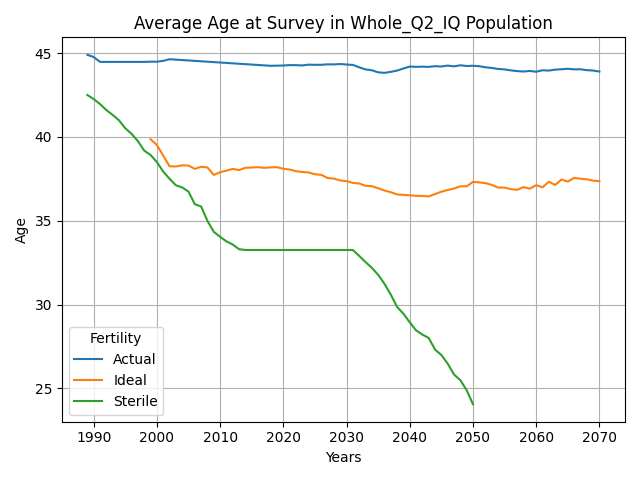 Average Age at Survey in Whole_Q2_IQ Population
Age
45
40
35
30
25
Fertility
Actual
Ideal
Sterile
1990 2000 2010 2020 2030 2040 2050 2060 2070
Years